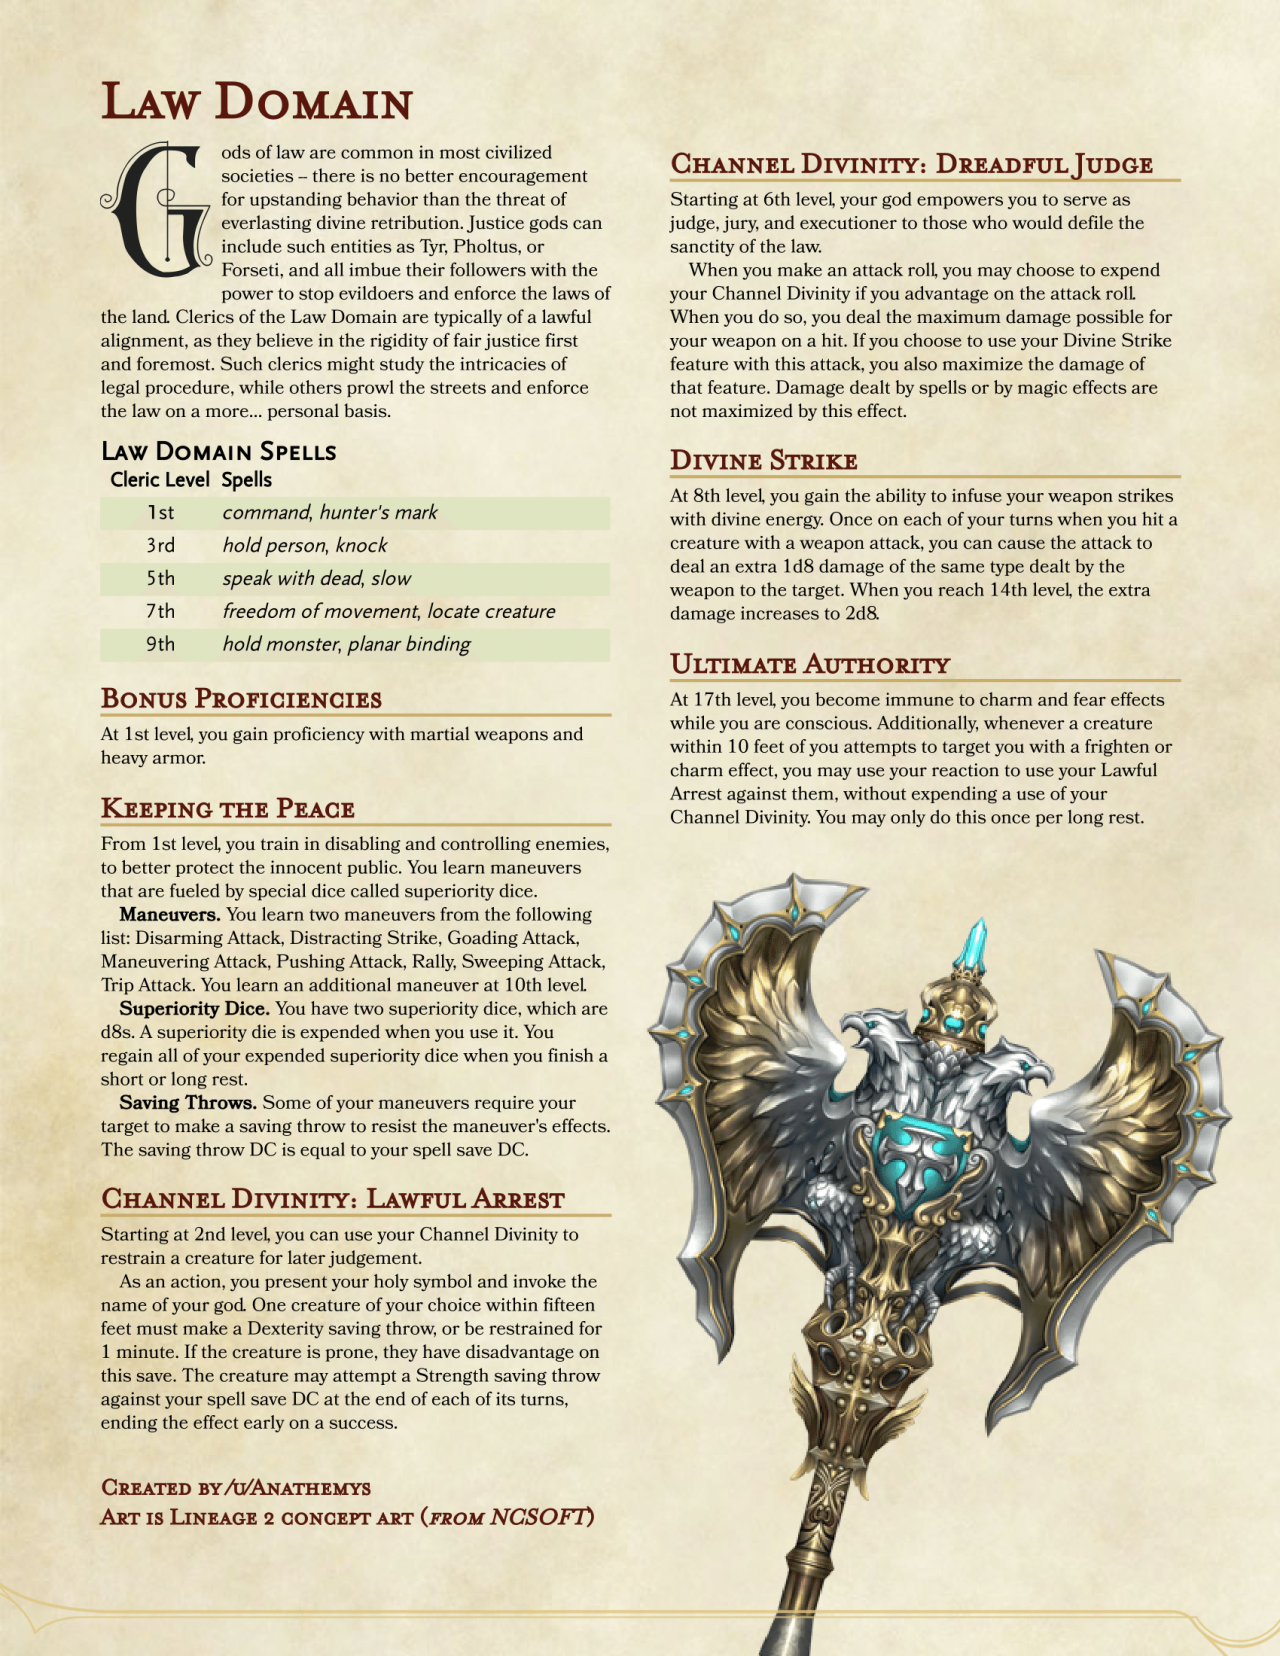 Law Domain
Gods of law are common in most civilized
societies – there is no better encouragement
for upstanding behavior than the threat of
everlasting divine retribution. Justice gods can
include such entities as Tyr, Pholtus, or
Forseti, and all imbue their followers with the
power to stop evildoers and enforce the laws of
the land. Clerics of the Law Domain are typically of a lawful
alignment, as they believe in the rigidity of fair justice first
and foremost. Such clerics might study the intricacies of
legal procedure, while others prowl the streets and enforce
the law on a more... personal basis.
Law Domain Spells
Cleric Level Spells
1st command, hunter's mark
3rd hold person, knock
5th speak with dead, slow
7th freedom of movement, locate creature
9th hold monster, planar binding
Bonus Proficiencies
At 1st level, you gain proficiency with martial weapons and
heavy armor.
Keeping the Peace
From 1st level, you train in disabling and controlling enemies,
to better protect the innocent public. You learn maneuvers
that are fueled by special dice called superiority dice.
Maneuvers. You learn two maneuvers from the following
list: Disarming Attack, Distracting Strike, Goading Attack,
Maneuvering Attack, Pushing Attack, Rally, Sweeping Attack,
Trip Attack. You learn an additional maneuver at 10th level.
Superiority Dice. You have two superiority dice, which are
d8s. A superiority die is expended when you use it. You
regain all of your expended superiority dice when you finish a
short or long rest.
Saving Throws. Some of your maneuvers require your
target to make a saving throw to resist the maneuver's effects.
The saving throw DC is equal to your spell save DC.
Channel Divinity: Lawful Arrest
Starting at 2nd level, you can use your Channel Divinity to
restrain a creature for later judgement.
As an action, you present your holy symbol and invoke the
name of your god. One creature of your choice within fifteen
feet must make a Dexterity saving throw, or be restrained for
1 minute. If the creature is prone, they have disadvantage on
this save. The creature may attempt a Strength saving throw
against your spell save DC at the end of each of its turns,
ending the effect early on a success.
Created by /u/Anathemys
Art is Lineage 2 concept art (from NCSOFT)
Channel Divinity: Dreadful Judge
Starting at 6th level, your god empowers you to serve as
judge, jury, and executioner to those who would defile the
sanctity of the law.
When you make an attack roll, you may choose to expend
your Channel Divinity if you advantage on the attack roll.
When you do so, you deal the maximum damage possible for
your weapon on a hit. If you choose to use your Divine Strike
feature with this attack, you also maximize the damage of
that feature. Damage dealt by spells or by magic effects are
not maximized by this effect.
Divine Strike
At 8th level, you gain the ability to infuse your weapon strikes
with divine energy. Once on each of your turns when you hit a
creature with a weapon attack, you can cause the attack to
deal an extra 1d8 damage of the same type dealt by the
weapon to the target. When you reach 14th level, the extra
damage increases to 2d8.
Ultimate Authority
At 17th level, you become immune to charm and fear effects
while you are conscious. Additionally, whenever a creature
within 10 feet of you attempts to target you with a frighten or
charm effect, you may use your reaction to use your Lawful
Arrest against them, without expending a use of your
Channel Divinity. You may only do this once per long rest.